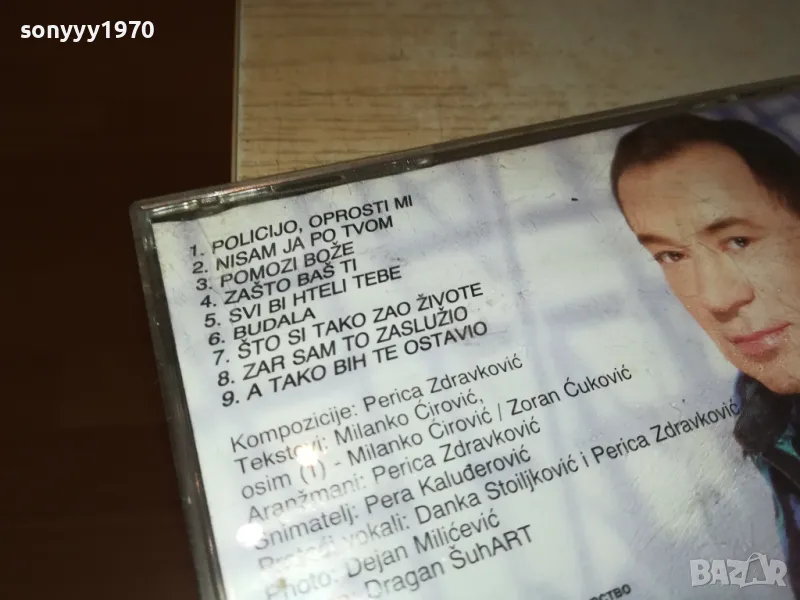 sonyyy1970
1. POLICIJO, OPROSTI MI
2. NISAM JA PO TVOM
3. POMOZI BOŽE
4. ZAŠTO BAŠ TI
5. SVI BI HTELI TEBE
6. BUDALA
7. ŠTO SI TAKO ZAO ŽIVOTE
8. ZAR SAM TO ZASLUŽIO
9. A TAKO BIH TE OSTAVIO
Kompozicije: Perica Zdravković
Tekstovi: Milanko Ćirović,
osim (1) - Milanko Ćirović / Zoran Ćuković
Aranžmani: Perica Zdravković
Snimatelj: Pera Kaluđerović
vokali: Danka Stoiljković i Perica Zdravković
Photo: Dejan Milićević
Dragan ŠuhART
BAZAR